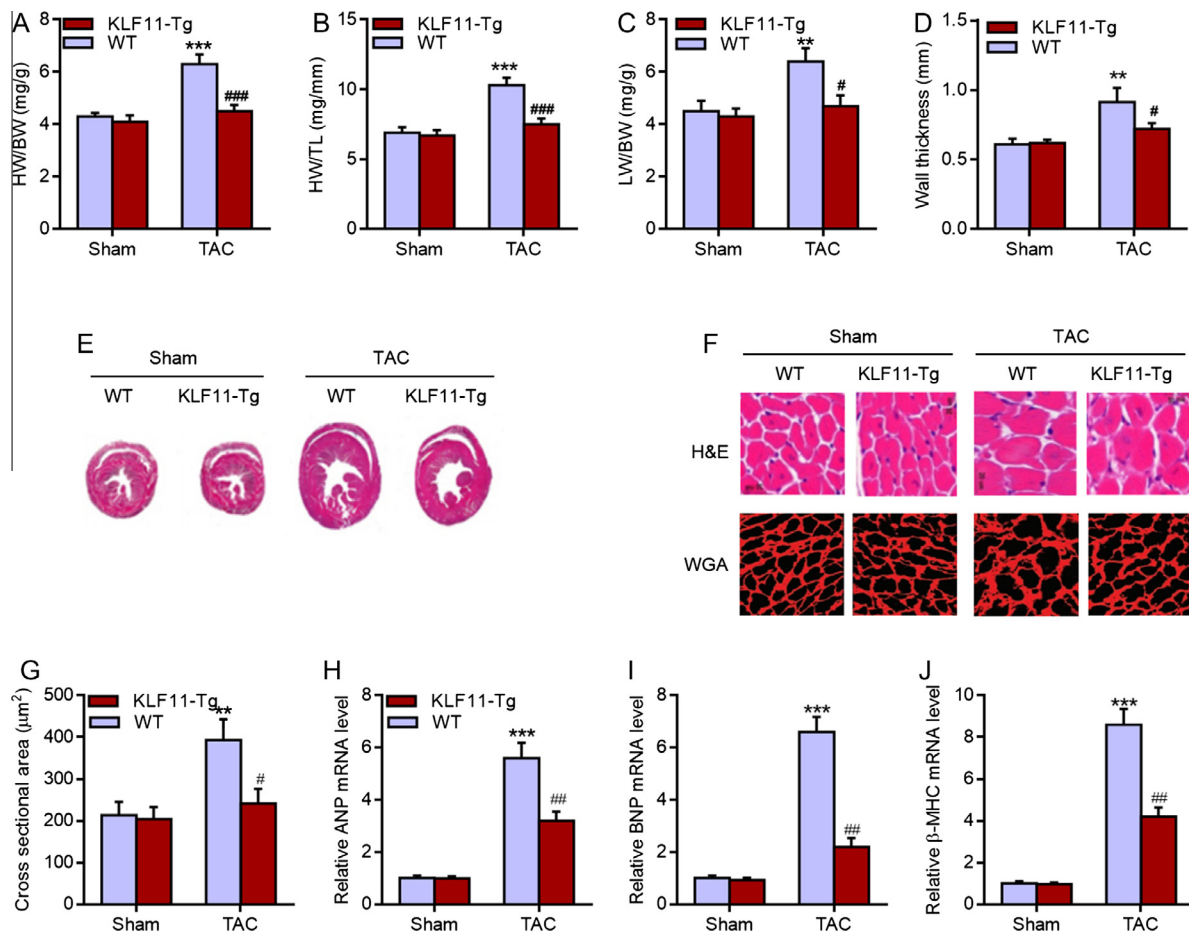 A
KLF11-Tg
WT
HW/BW (mg/g)
8
6
4
2
0
***
###
Sham
TAC
B
KLF11-Tg
WT
HW/TL (mg/mm)
15
10
5
0
***
###
Sham
TAC
C
KLF11-Tg
WT
LW/BW (mg/g)
8
6
4
2
0
**
#
Sham
TAC
D
KLF11-Tg
WT
Wall thickness (mm)
1.5
1.0
0.5
0.0
**
#
Sham
TAC
E
Sham TAC
WT KLF11-Tg WT KLF11-Tg
F
Sham TAC
WT KLF11-Tg WT KLF11-Tg
H&E
WGA
G
KLF11-Tg
WT
Cross sectional area (μm²)
500
400
300
200
100
0
**
#
Sham
TAC
H
KLF11-Tg
WT
Relative ANP mRNA level
8
6
4
2
0
***
##
Sham
TAC
I
Relative BNP mRNA level
8
6
4
2
0
***
##
Sham
TAC
J
Relative β-MHC mRNA level
10
8
6
4
2
0
***
##
Sham
TAC